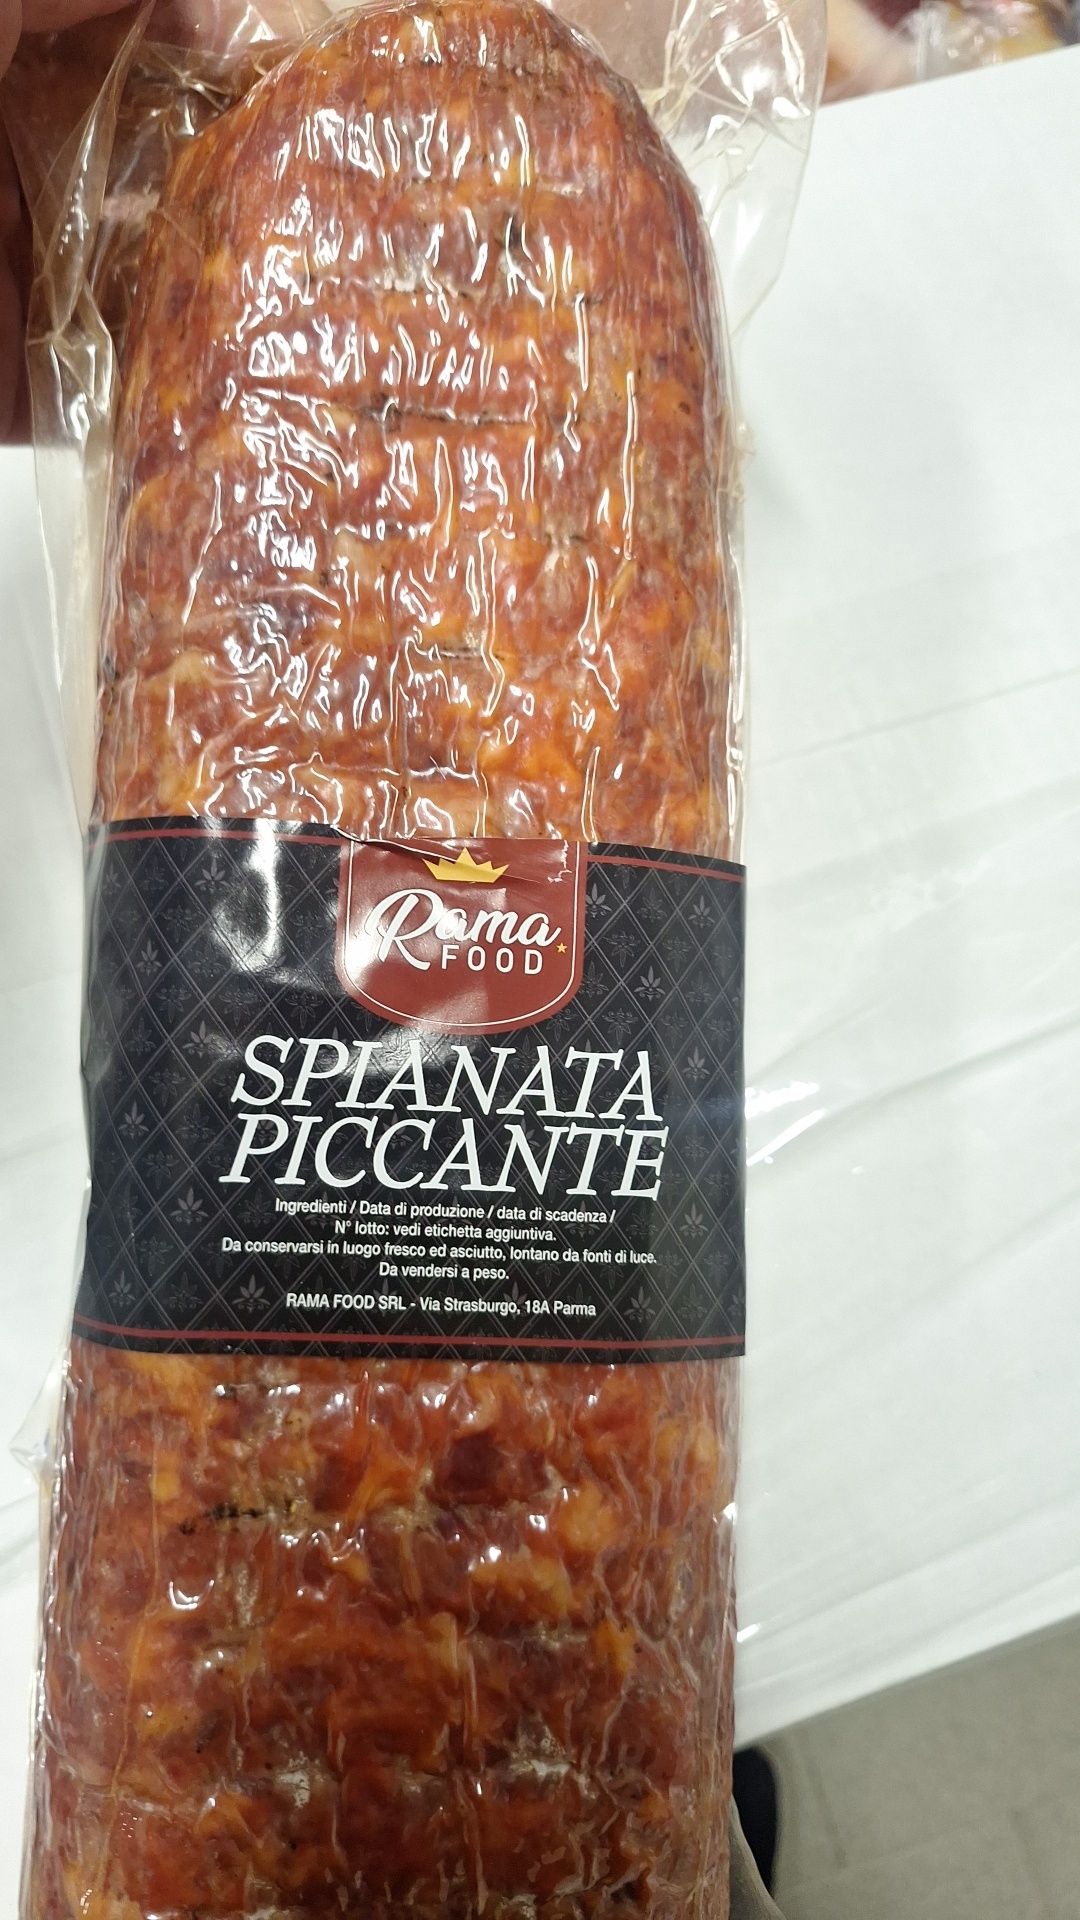 Rama
FOOD
SPIANATA
PICCANTE
Ingredienti / Data di produzione / data di scadenza /
N° lotto: vedi etichetta aggiuntiva.
Da conservarsi in luogo fresco ed asciutto, lontano da fonti di luce.
Da vendersi a peso.
RAMA FOOD SRL - Via Strasburgo, 18A Parma